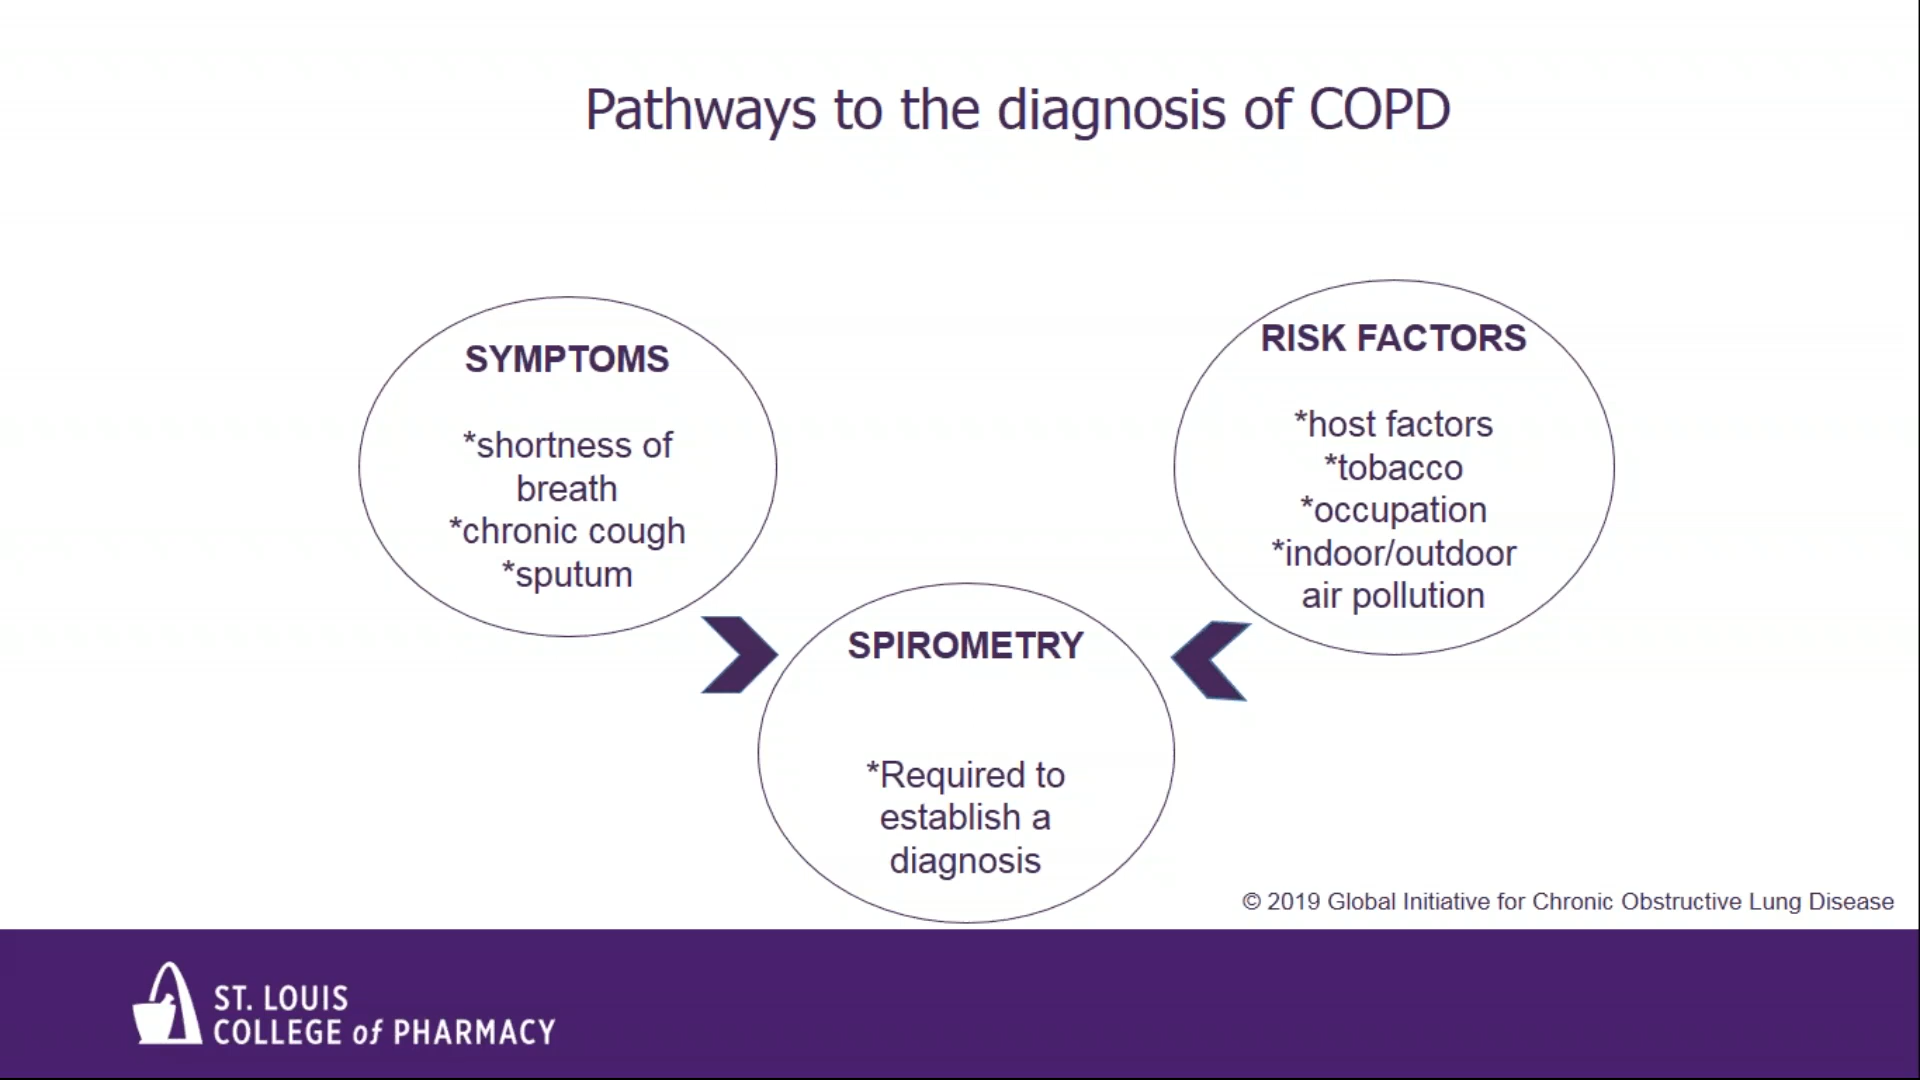 Pathways to the diagnosis of COPD
SYMPTOMS
*shortness of
breath
*chronic cough
*sputum
RISK FACTORS
*host factors
*tobacco
*occupation
*indoor/outdoor
air pollution
SPIROMETRY
*Required to
establish a
diagnosis
© 2019 Global Initiative for Chronic Obstructive Lung Disease
ST. LOUIS
COLLEGE of PHARMACY